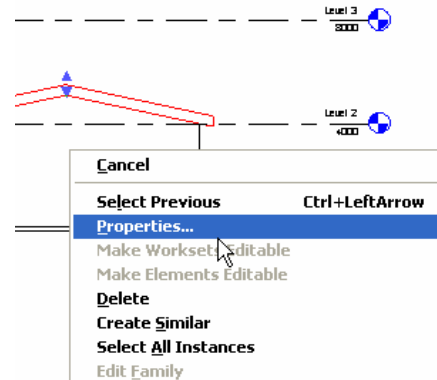 Level 3
8000
Level 2
4000
Cancel
Select Previous Ctrl+LeftArrow
Properties...
Make Worksets Editable
Make Elements Editable
Delete
Create Similar
Select All Instances
Edit Family